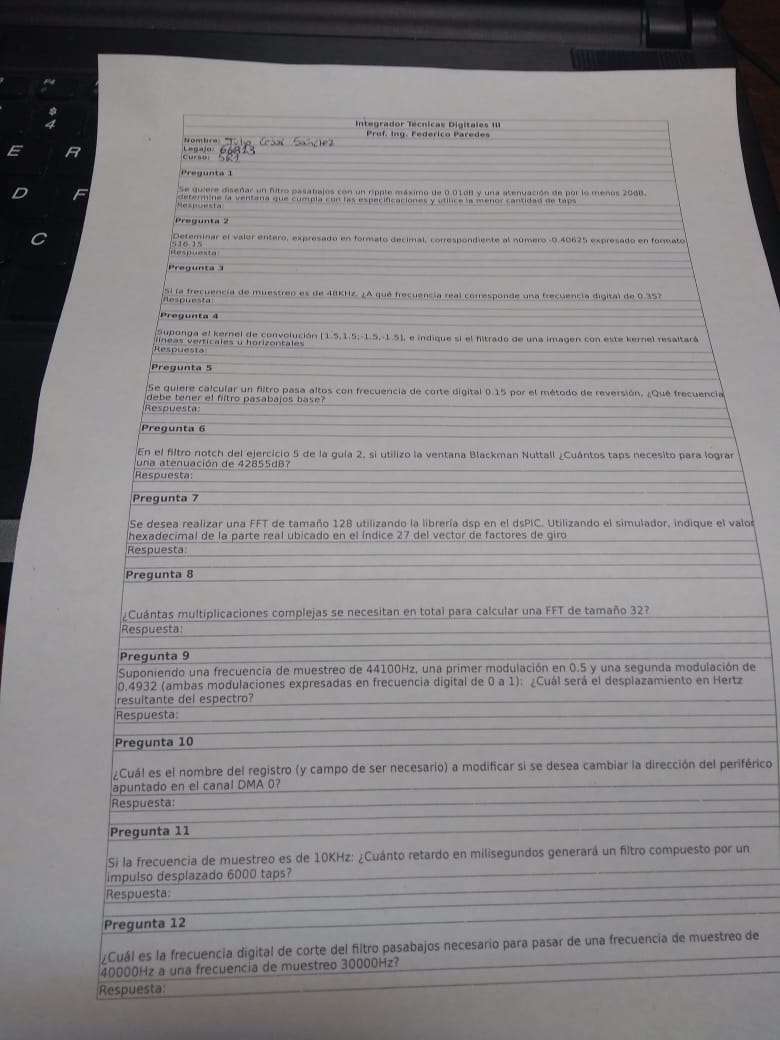 E
R
D
F
C
4
Integrador Técnicas Digitales III
Prof. Ing. Federico Paredes
Nombre: Julio Cesar Sanchez
Legajo: 66813
Curso: 5R1
Pregunta 1
Se quiere diseñar un filtro pasabajos con un ripple máximo de 0.01dB y una atenuación de por lo menos 20dB,
determine la ventana que cumpla con las especificaciones y utilice la menor cantidad de taps
Respuesta:
Pregunta 2
Deteminar el valor entero, expresado en formato decimal, correspondiente al número -0.40625 expresado en formato
S16.15
Respuesta:
Pregunta 3
Si la frecuencia de muestreo es de 48KHz, ¿A qué frecuencia real corresponde una frecuencia digital de 0.35?
Respuesta:
Pregunta 4
Suponga el kernel de convolución [1.5,1.5;-1.5,-1.5], e indique si el filtrado de una imagen con este kernel resaltará
líneas verticales u horizontales
Respuesta:
Pregunta 5
Se quiere calcular un filtro pasa altos con frecuencia de corte digital 0.15 por el método de reversión, ¿Qué frecuencia
debe tener el filtro pasabajos base?
Respuesta:
Pregunta 6
En el filtro notch del ejercicio 5 de la guía 2, si utilizo la ventana Blackman Nuttall ¿Cuántos taps necesito para lograr
una atenuación de 42855dB?
Respuesta:
Pregunta 7
Se desea realizar una FFT de tamaño 128 utilizando la librería dsp en el dsPIC. Utilizando el simulador, indique el valor
hexadecimal de la parte real ubicado en el índice 27 del vector de factores de giro
Respuesta:
Pregunta 8
¿Cuántas multiplicaciones complejas se necesitan en total para calcular una FFT de tamaño 32?
Respuesta:
Pregunta 9
Suponiendo una frecuencia de muestreo de 44100Hz, una primer modulación en 0.5 y una segunda modulación de
0.4932 (ambas modulaciones expresadas en frecuencia digital de 0 a 1): ¿Cuál será el desplazamiento en Hertz
resultante del espectro?
Respuesta:
Pregunta 10
¿Cuál es el nombre del registro (y campo de ser necesario) a modificar si se desea cambiar la dirección del periférico
apuntado en el canal DMA 0?
Respuesta:
Pregunta 11
Si la frecuencia de muestreo es de 10KHz: ¿Cuánto retardo en milisegundos generará un filtro compuesto por un
impulso desplazado 6000 taps?
Respuesta:
Pregunta 12
¿Cuál es la frecuencia digital de corte del filtro pasabajos necesario para pasar de una frecuencia de muestreo de
40000Hz a una frecuencia de muestreo 30000Hz?
Respuesta: